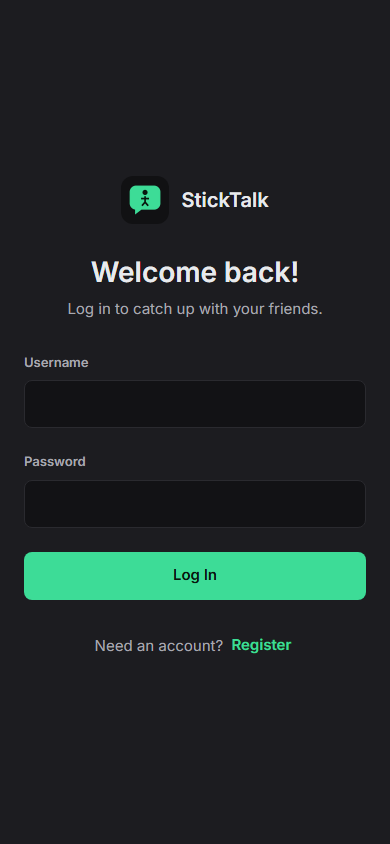 StickTalk
Welcome back!
Log in to catch up with your friends.
Username
Password
Log In
Need an account? Register